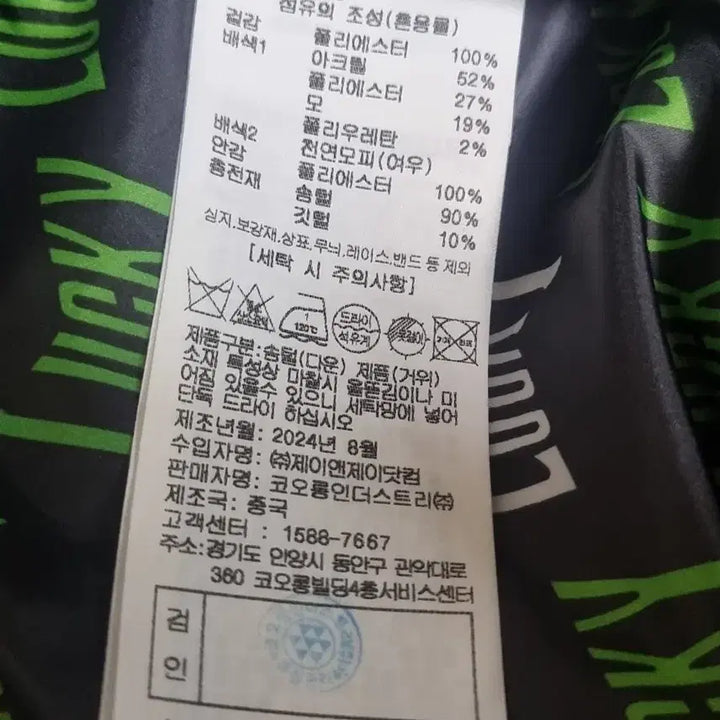 섬유의 조성(혼용률)
겉감 폴리에스터 100%
배색1 아크릴 52%
폴리에스터 27%
모 19%
폴리우레탄 2%
배색2 천연모피(여우)
안감 폴리에스터 100%
충전재 솜털 90%
깃털 10%
심지,보강재,상표,무늬,레이스,밴드 등 제외
[세탁 시 주의사항]
1 120℃ 드라이 석유계 옷걸이
제품구분:솜털(다운) 제품(거위)
소재 특성상 마찰시 올뜯김이나 미
어짐 있을수 있으니 세탁망에 넣어
단독 드라이 하십시오
제조년월: 2024년 8월
수입자명: ㈜제이앤제이닷컴
판매자명: 코오롱인더스트리㈜
제조국: 중국
고객센터 : 1588-7667
주소:경기도 안양시 동안구 관악대로
360 코오롱빌딩4층서비스센터
검
인
LUCKY
LUCKY
LUCKY